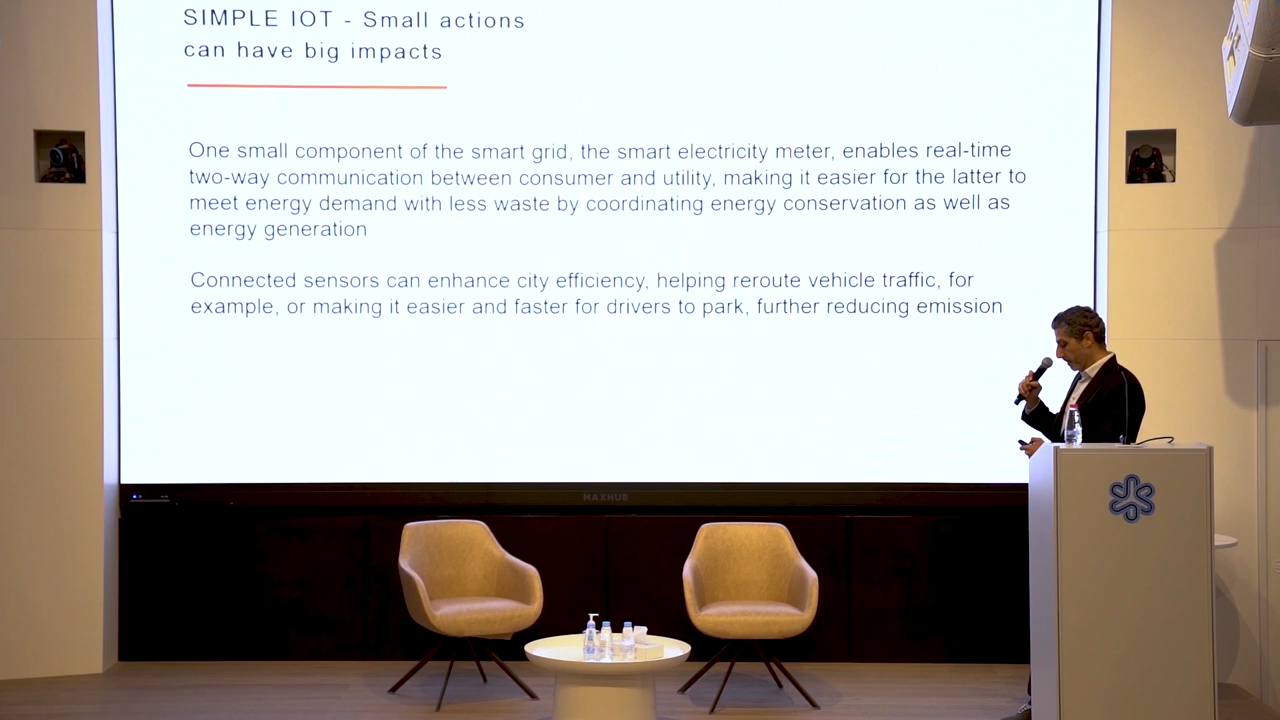 SIMPLE IOT - Small actions
can have big impacts
One small component of the smart grid, the smart electricity meter, enables real-time
two-way communication between consumer and utility, making it easier for the latter to
meet energy demand with less waste by coordinating energy conservation as well as
energy generation
Connected sensors can enhance city efficiency, helping reroute vehicle traffic, for
example, or making it easier and faster for drivers to park, further reducing emission
MAXHUB